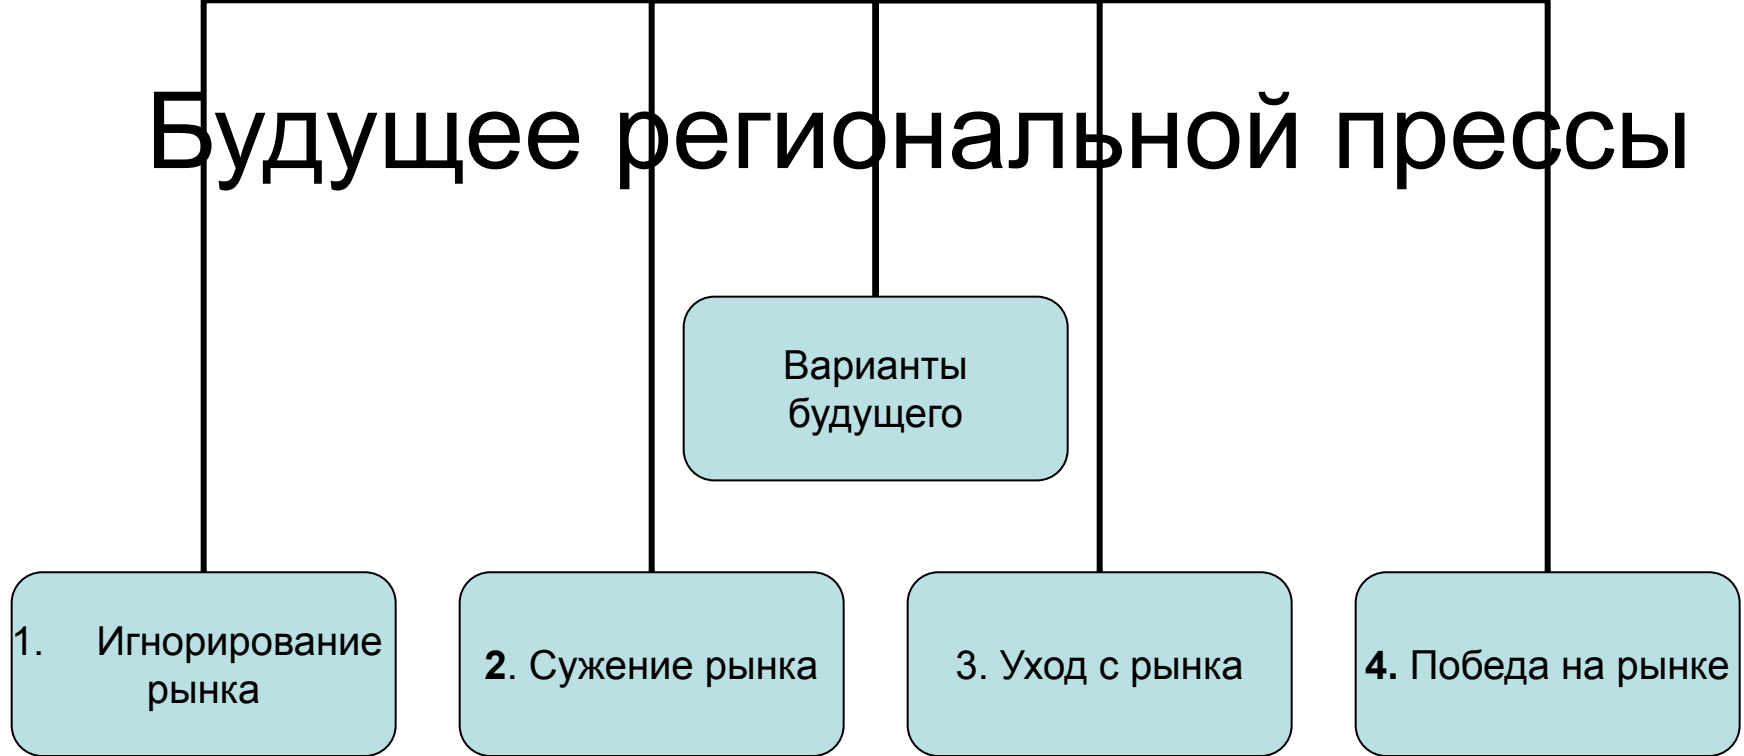 Будущее региональной прессы
Варианты
будущего
1. Игнорирование
рынка
2. Сужение рынка
3. Уход с рынка
4. Победа на рынке